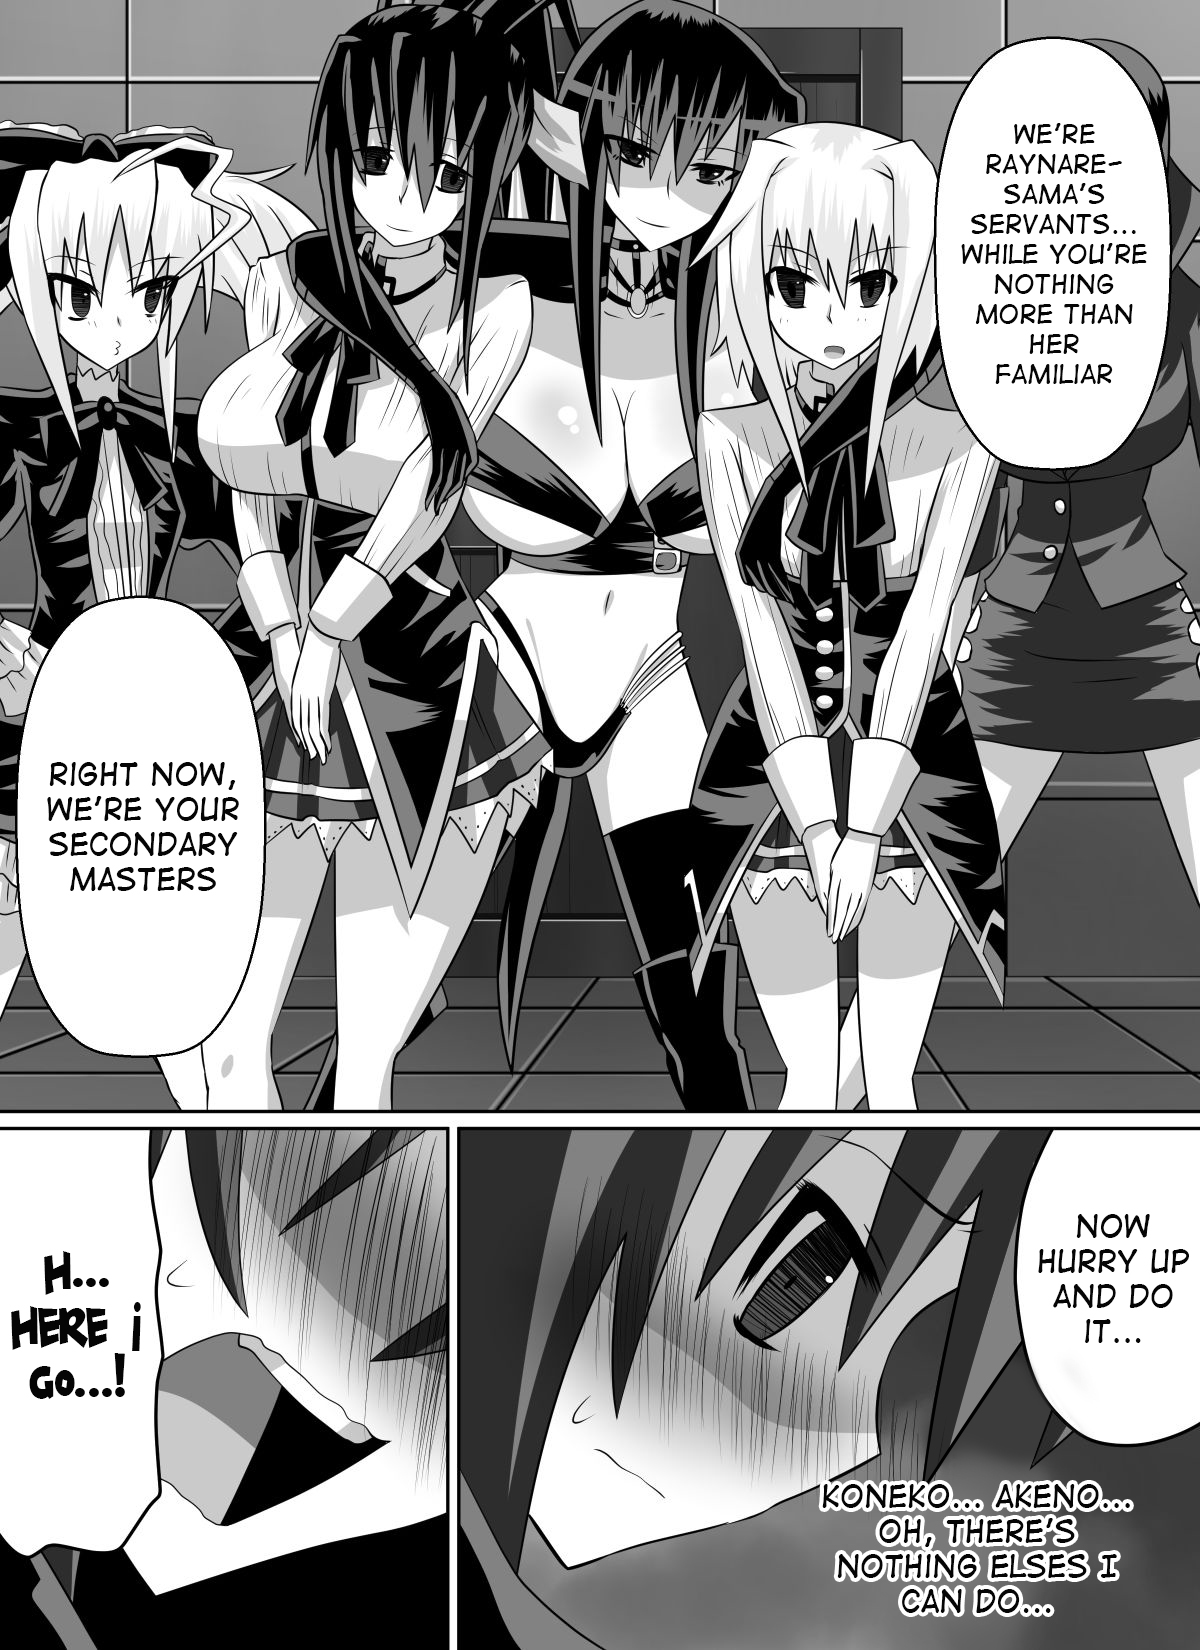 WE'RE
RAYNARE-
SAMA'S
SERVANTS...
WHILE YOU'RE
NOTHING
MORE THAN
HER
FAMILIAR
RIGHT NOW,
WE'RE YOUR
SECONDARY
MASTERS
NOW
HURRY UP
AND DO
IT...
KONEKO... AKENO...
OH, THERE'S
NOTHING ELSES I
CAN DO...
H...
HERE I
GO...!